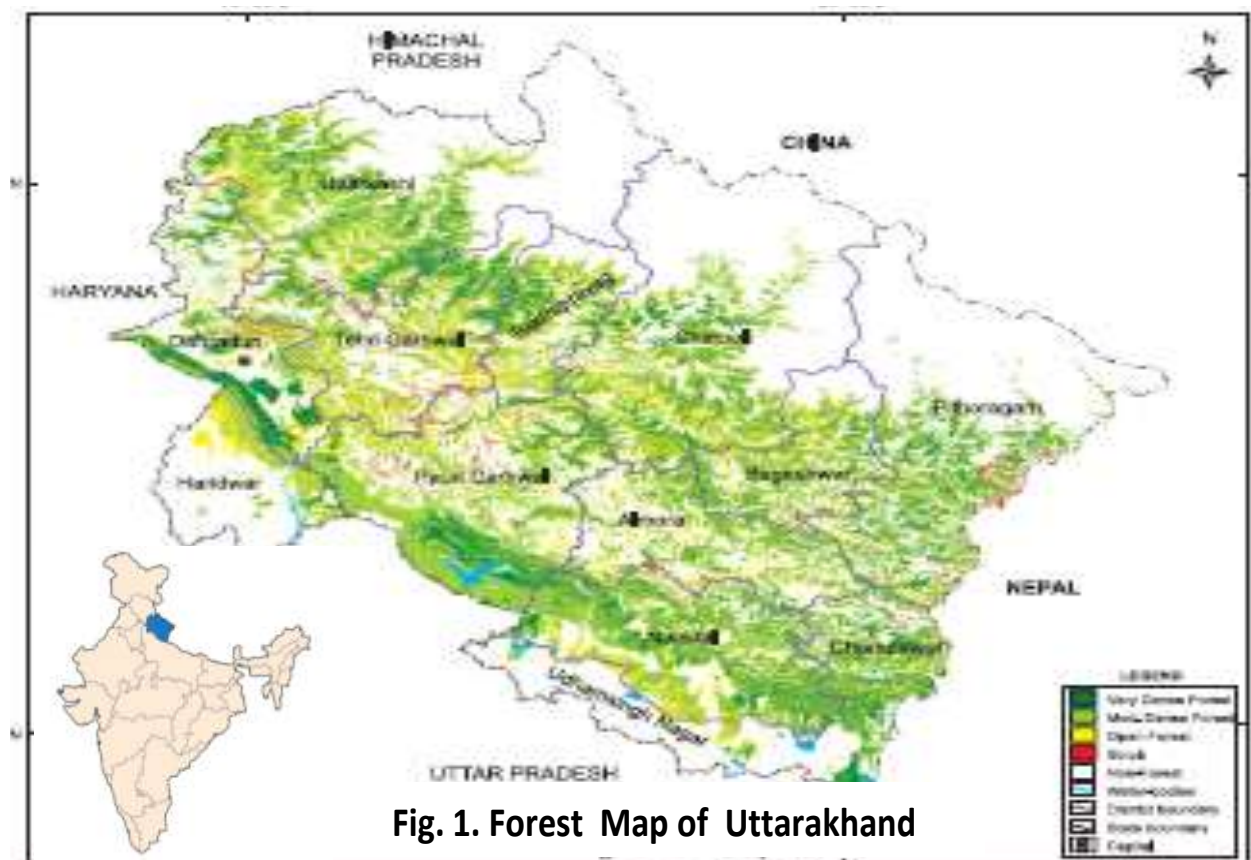 HIMACHAL
PRADESH
N
CHINA
Uttarkashi
HARYANA
Dehradun
Tehri Garhwal
Rudraprayag
Chamoli
Pithoragarh
Haridwar
Pauri Garhwal
Bageshwar
Almora
NEPAL
Nainital
Champawat
Udhamsingh Nagar
UTTAR PRADESH
LEGEND
Very Dense Forest
Mod. Dense Forest
Open Forest
Scrub
Non-Forest
Waterbodies
District boundary
State boundary
Capital
Fig. 1. Forest Map of Uttarakhand